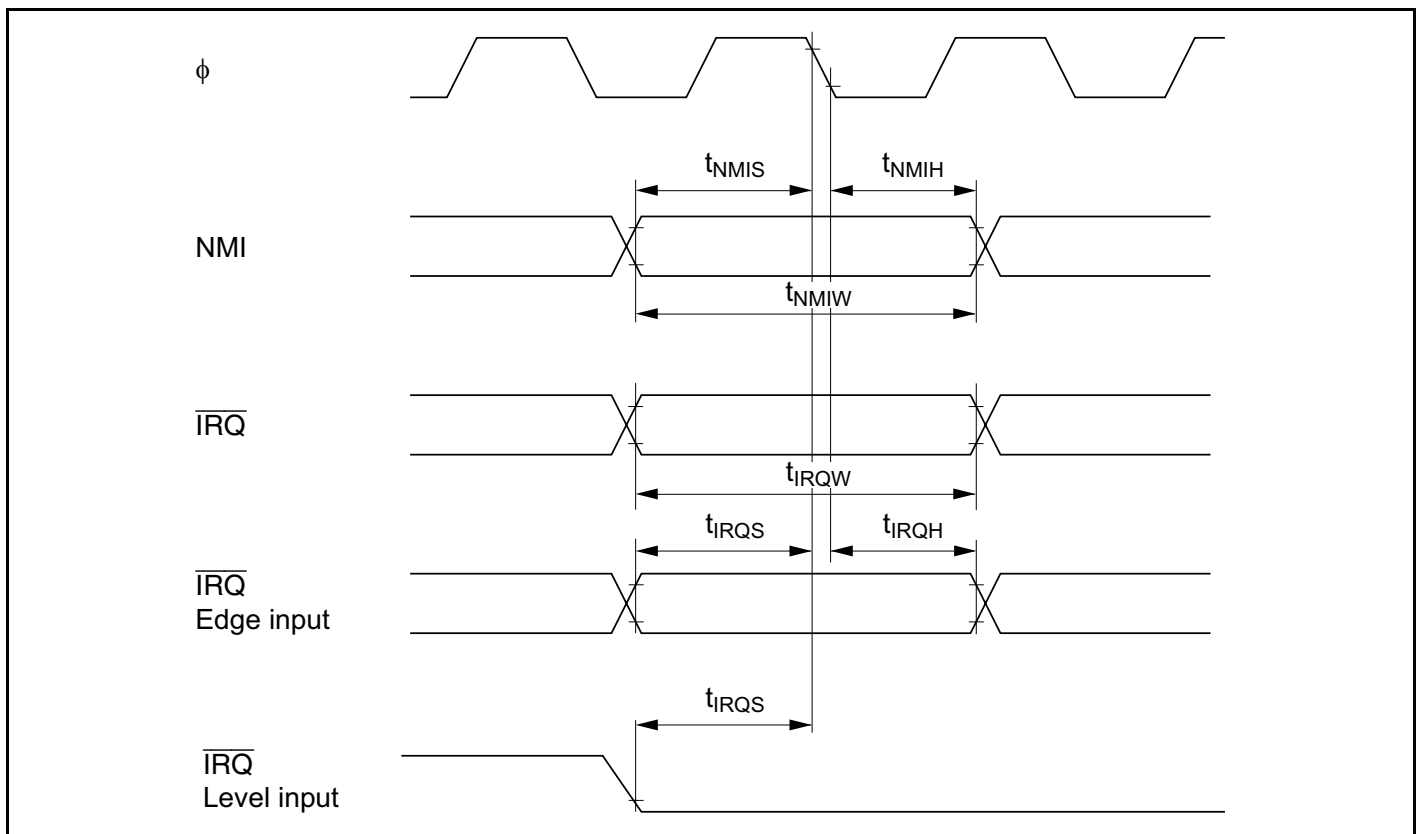 ϕ
tNMIS tNMIH
NMI
tNMIW
IRQ
tIRQW
tIRQS tIRQH
IRQ
Edge input
tIRQS
IRQ
Level input